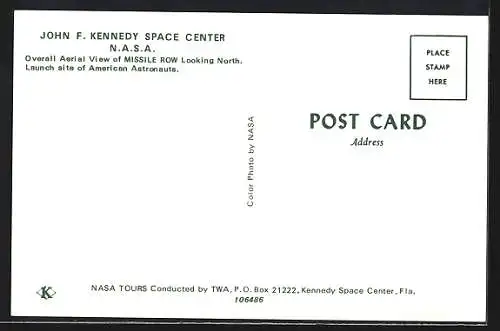 JOHN F. KENNEDY SPACE CENTER
N.A.S.A.
Overall Aerial View of MISSILE ROW Looking North.
Launch site of American Astronauts.
PLACE
STAMP
HERE
POST CARD
Address
Color Photo by NASA
K
NASA TOURS Conducted by TWA, P.O. Box 21222, Kennedy Space Center, Fla.
106486